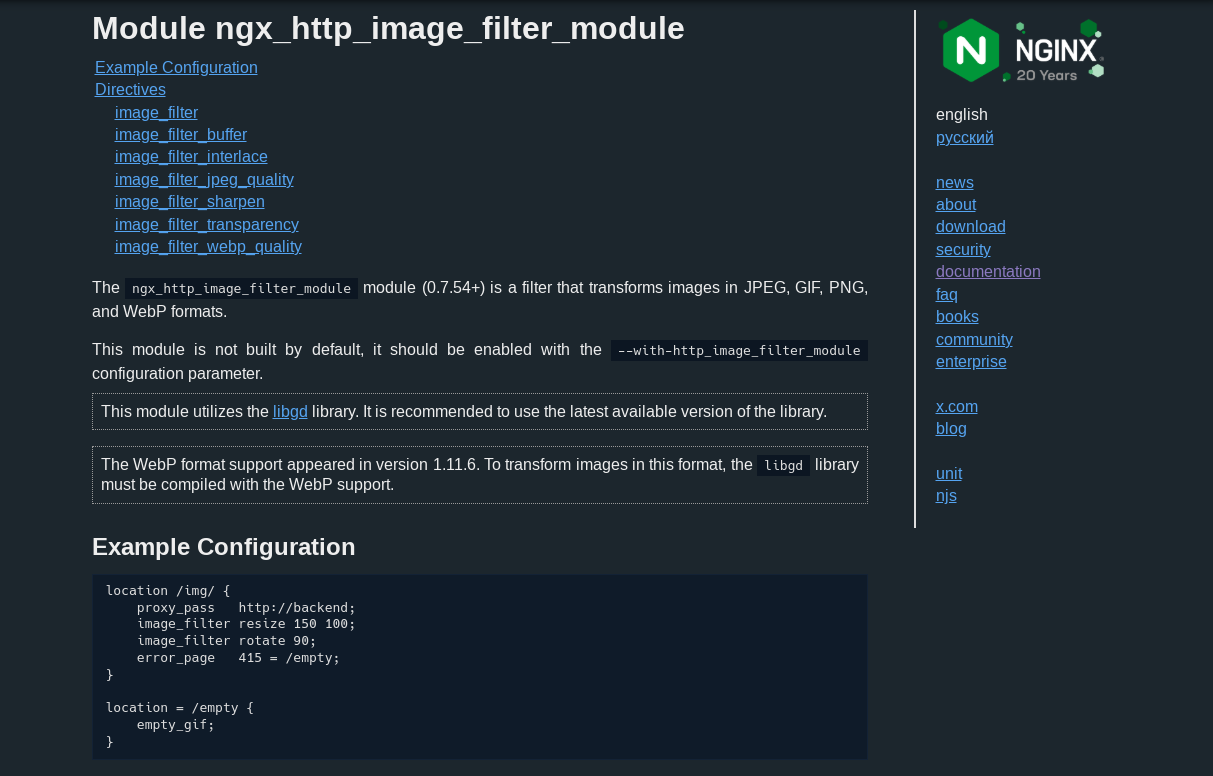 Module ngx_http_image_filter_module
Example Configuration
Directives
image_filter
image_filter_buffer
image_filter_interlace
image_filter_jpeg_quality
image_filter_sharpen
image_filter_transparency
image_filter_webp_quality
The ngx_http_image_filter_module module (0.7.54+) is a filter that transforms images in JPEG, GIF, PNG,
and WebP formats.
This module is not built by default, it should be enabled with the --with-http_image_filter_module
configuration parameter.
This module utilizes the libgd library. It is recommended to use the latest available version of the library.
The WebP format support appeared in version 1.11.6. To transform images in this format, the libgd library
must be compiled with the WebP support.
Example Configuration
location /img/ {
    proxy_pass   http://backend;
    image_filter resize 150 100;
    image_filter rotate 90;
    error_page   415 = /empty;
}

location = /empty {
    empty_gif;
}
N NGINX
20 Years
english
русский
news
about
download
security
documentation
faq
books
community
enterprise
x.com
blog
unit
njs